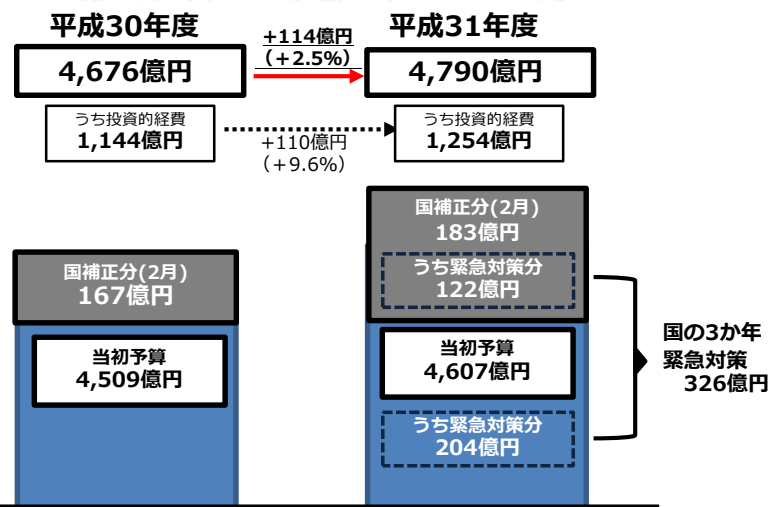 平成30年度
+114億円
(+2.5%)
平成31年度
4,676億円
4,790億円
うち投資的経費
1,144億円
+110億円
(+9.6%)
うち投資的経費
1,254億円
国補正分(2月)
167億円
当初予算
4,509億円
国補正分(2月)
183億円
うち緊急対策分
122億円
当初予算
4,607億円
うち緊急対策分
204億円
国の3か年
緊急対策
326億円